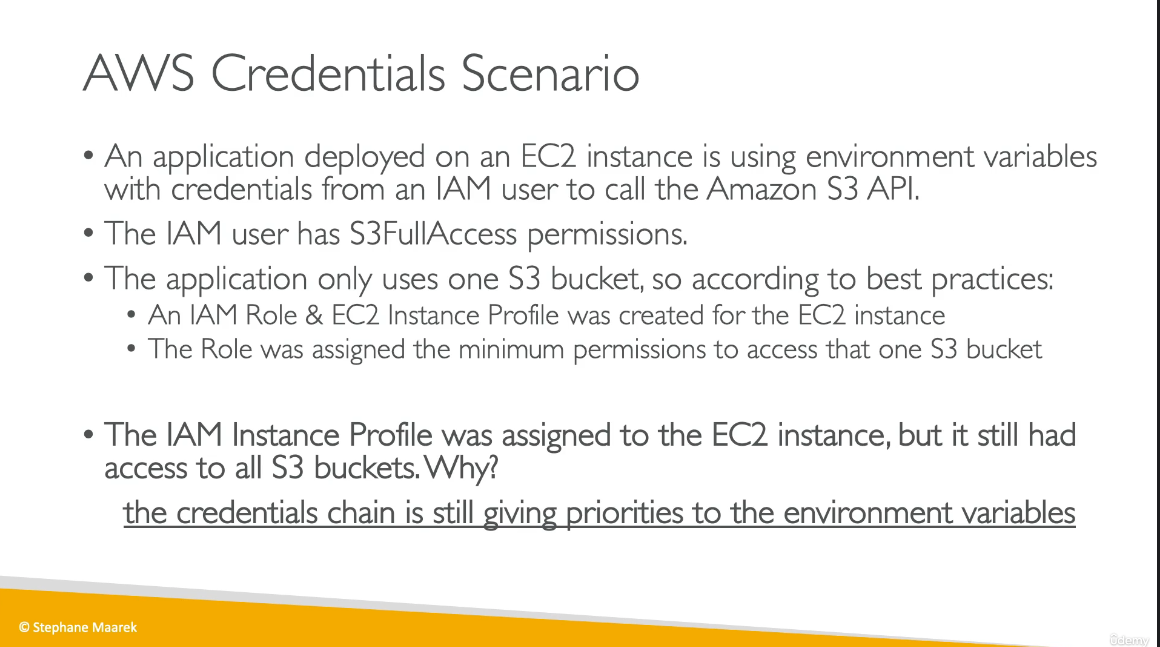 AWS Credentials Scenario
• An application deployed on an EC2 instance is using environment variables
with credentials from an IAM user to call the Amazon S3 API.
• The IAM user has S3FullAccess permissions.
• The application only uses one S3 bucket, so according to best practices:
• An IAM Role & EC2 Instance Profile was created for the EC2 instance
• The Role was assigned the minimum permissions to access that one S3 bucket
• The IAM Instance Profile was assigned to the EC2 instance, but it still had
access to all S3 buckets. Why?
the credentials chain is still giving priorities to the environment variables
© Stephane Maarek
ûdemy